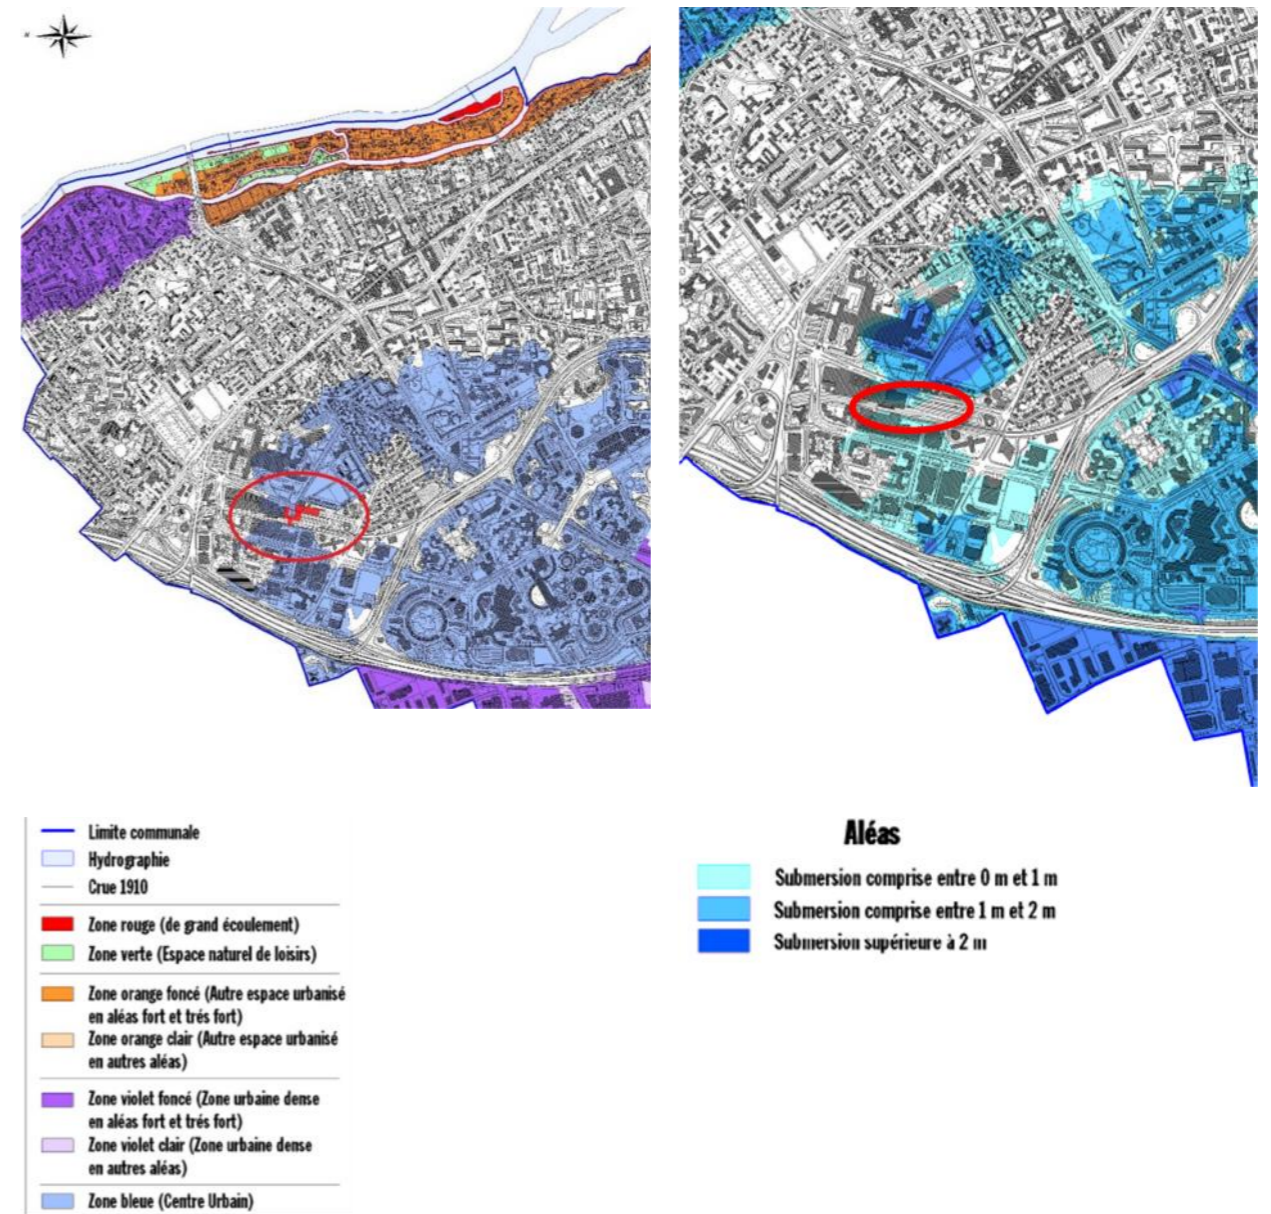 Limite communale
Hydrographie
Crue 1910
Zone rouge (de grand écoulement)
Zone verte (Espace naturel de loisirs)
Zone orange foncé (Autre espace urbanisé
en aléas fort et trés fort)
Zone orange clair (Autre espace urbanisé
en autres aléas)
Zone violet foncé (Zone urbaine dense
en aléas fort et trés fort)
Zone violet clair (Zone urbaine dense
en autres aléas)
Zone bleue (Centre Urbain)
Aléas
Submersion comprise entre 0 m et 1 m
Submersion comprise entre 1 m et 2 m
Submersion supérieure à 2 m